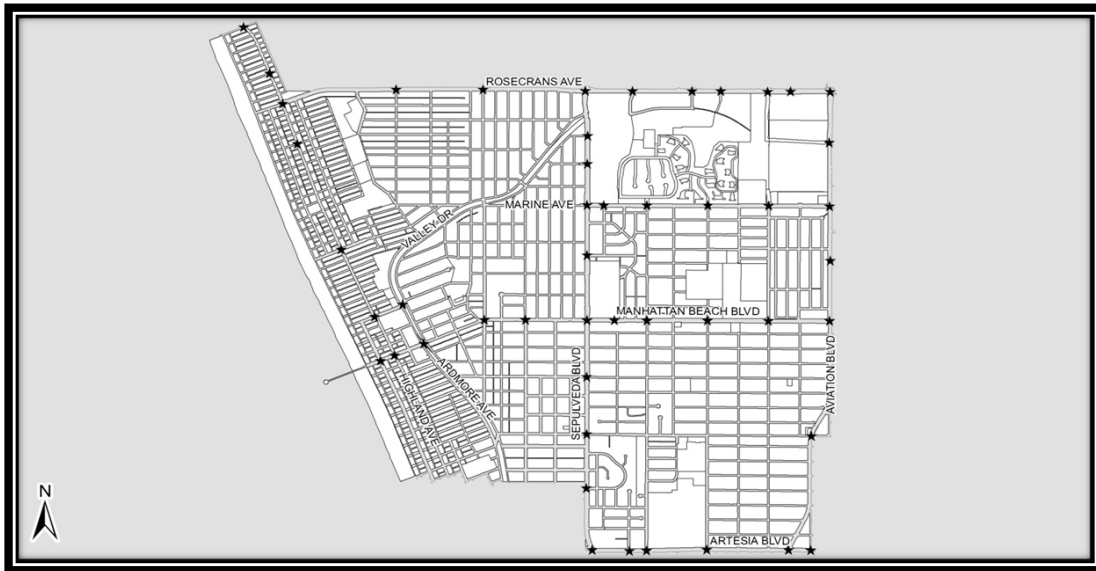 ROSECRANS AVE
MARINE AVE
VALLEY DR
MANHATTAN BEACH BLVD
SEPULVEDA BLVD
AVIATION BLVD
ARDMORE AVE
HIGHLAND AVE
N
ARTESIA BLVD